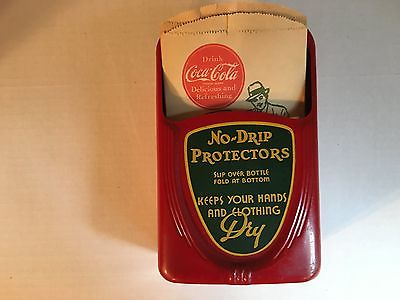 Drink
Coca-Cola
Delicious and
Refreshing
No-Drip
Protectors
Slip over bottle
Fold at bottom
Keeps your hands
and clothing
Dry